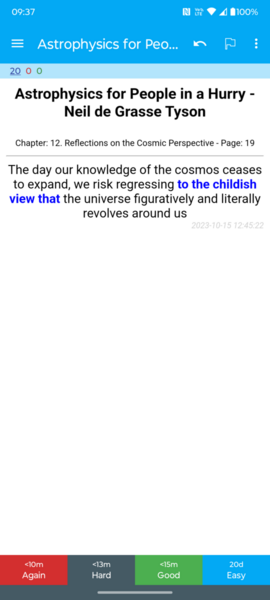 09:37
100%
Astrophysics for Peo...
20 0 0
Astrophysics for People in a Hurry -
Neil de Grasse Tyson
Chapter: 12. Reflections on the Cosmic Perspective - Page: 19
The day our knowledge of the cosmos ceases
to expand, we risk regressing to the childish
view that the universe figuratively and literally
revolves around us
2023-10-15 12:45:22
<10m <13m <15m 20d
Again Hard Good Easy